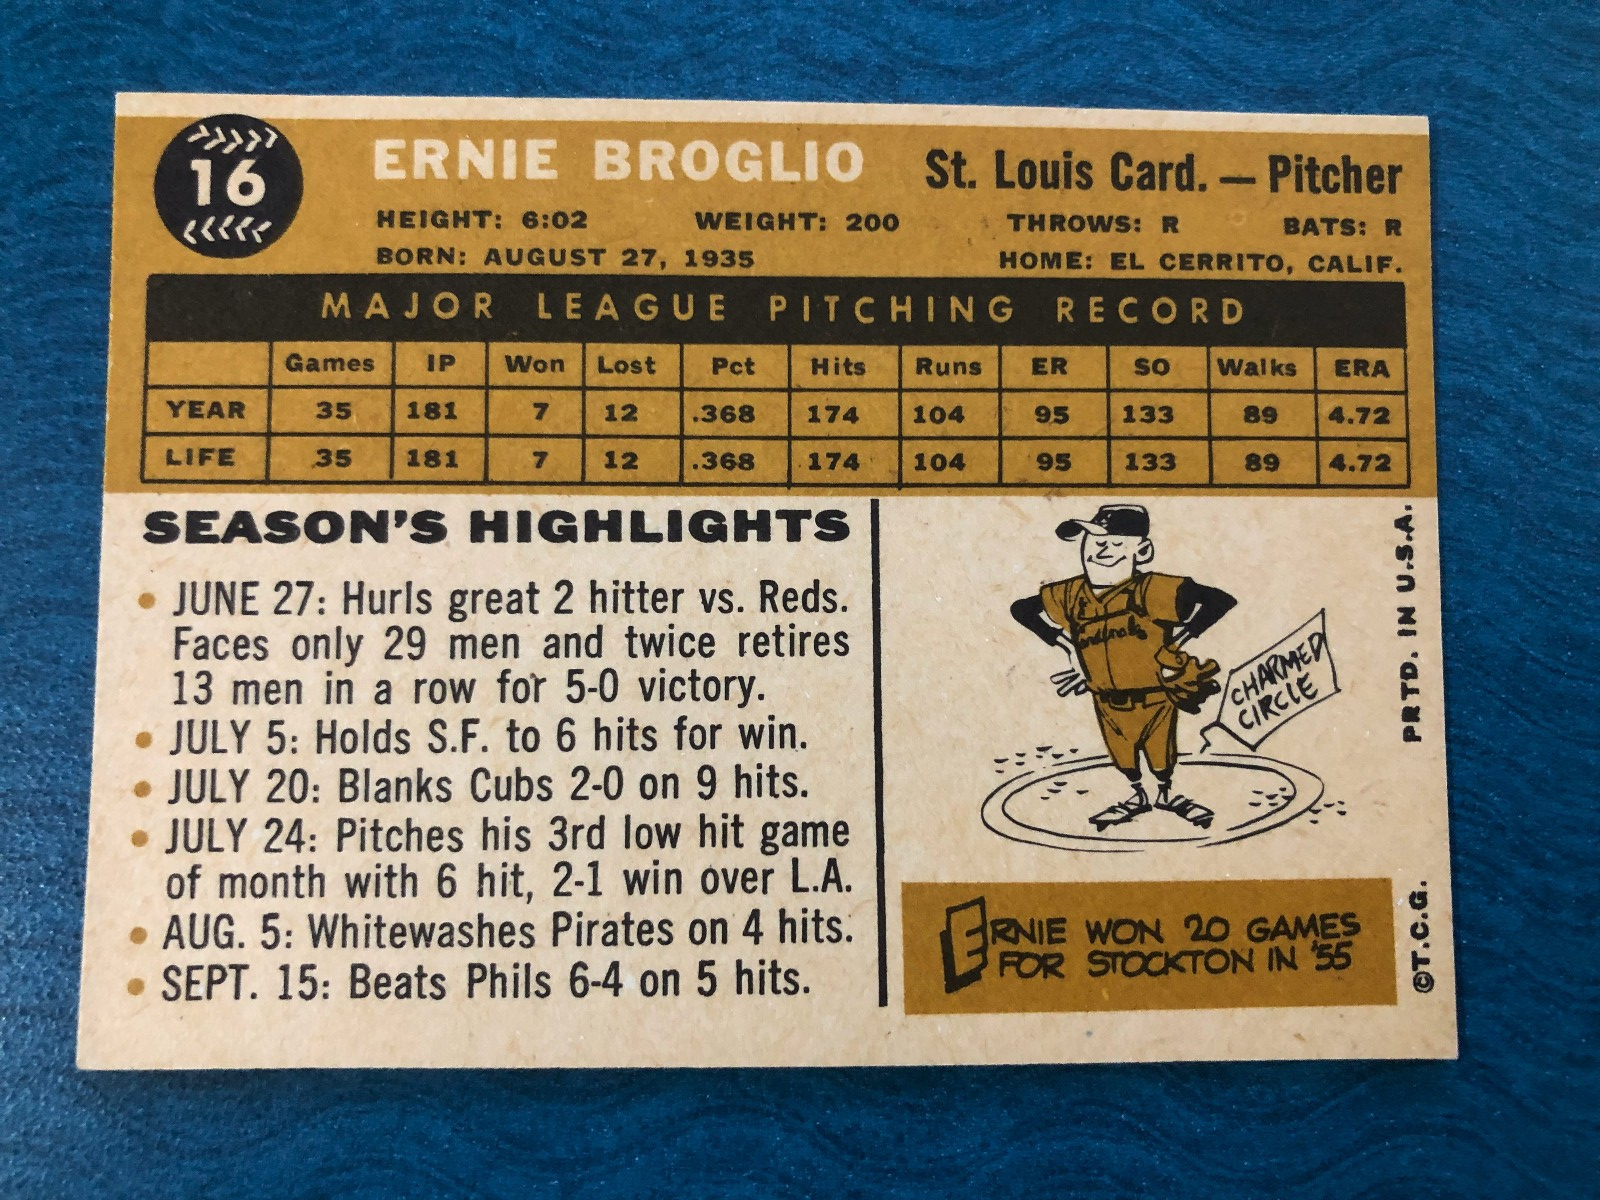 16
ERNIE BROGLIO
St. Louis Card. — Pitcher
HEIGHT: 6:02 WEIGHT: 200 THROWS: R BATS: R
BORN: AUGUST 27, 1935 HOME: EL CERRITO, CALIF.
MAJOR LEAGUE PITCHING RECORD
Games IP Won Lost Pct Hits Runs ER SO Walks ERA
YEAR 35 181 7 12 .368 174 104 95 133 89 4.72
LIFE 35 181 7 12 .368 174 104 95 133 89 4.72
SEASON'S HIGHLIGHTS
• JUNE 27: Hurls great 2 hitter vs. Reds.
Faces only 29 men and twice retires
13 men in a row for 5-0 victory.
• JULY 5: Holds S.F. to 6 hits for win.
• JULY 20: Blanks Cubs 2-0 on 9 hits.
• JULY 24: Pitches his 3rd low hit game
of month with 6 hit, 2-1 win over L.A.
• AUG. 5: Whitewashes Pirates on 4 hits.
• SEPT. 15: Beats Phils 6-4 on 5 hits.
Cardinals
CHARMED
CIRCLE
ERNIE WON 20 GAMES
FOR STOCKTON IN '55
©T.C.G.
PRTD. IN U.S.A.